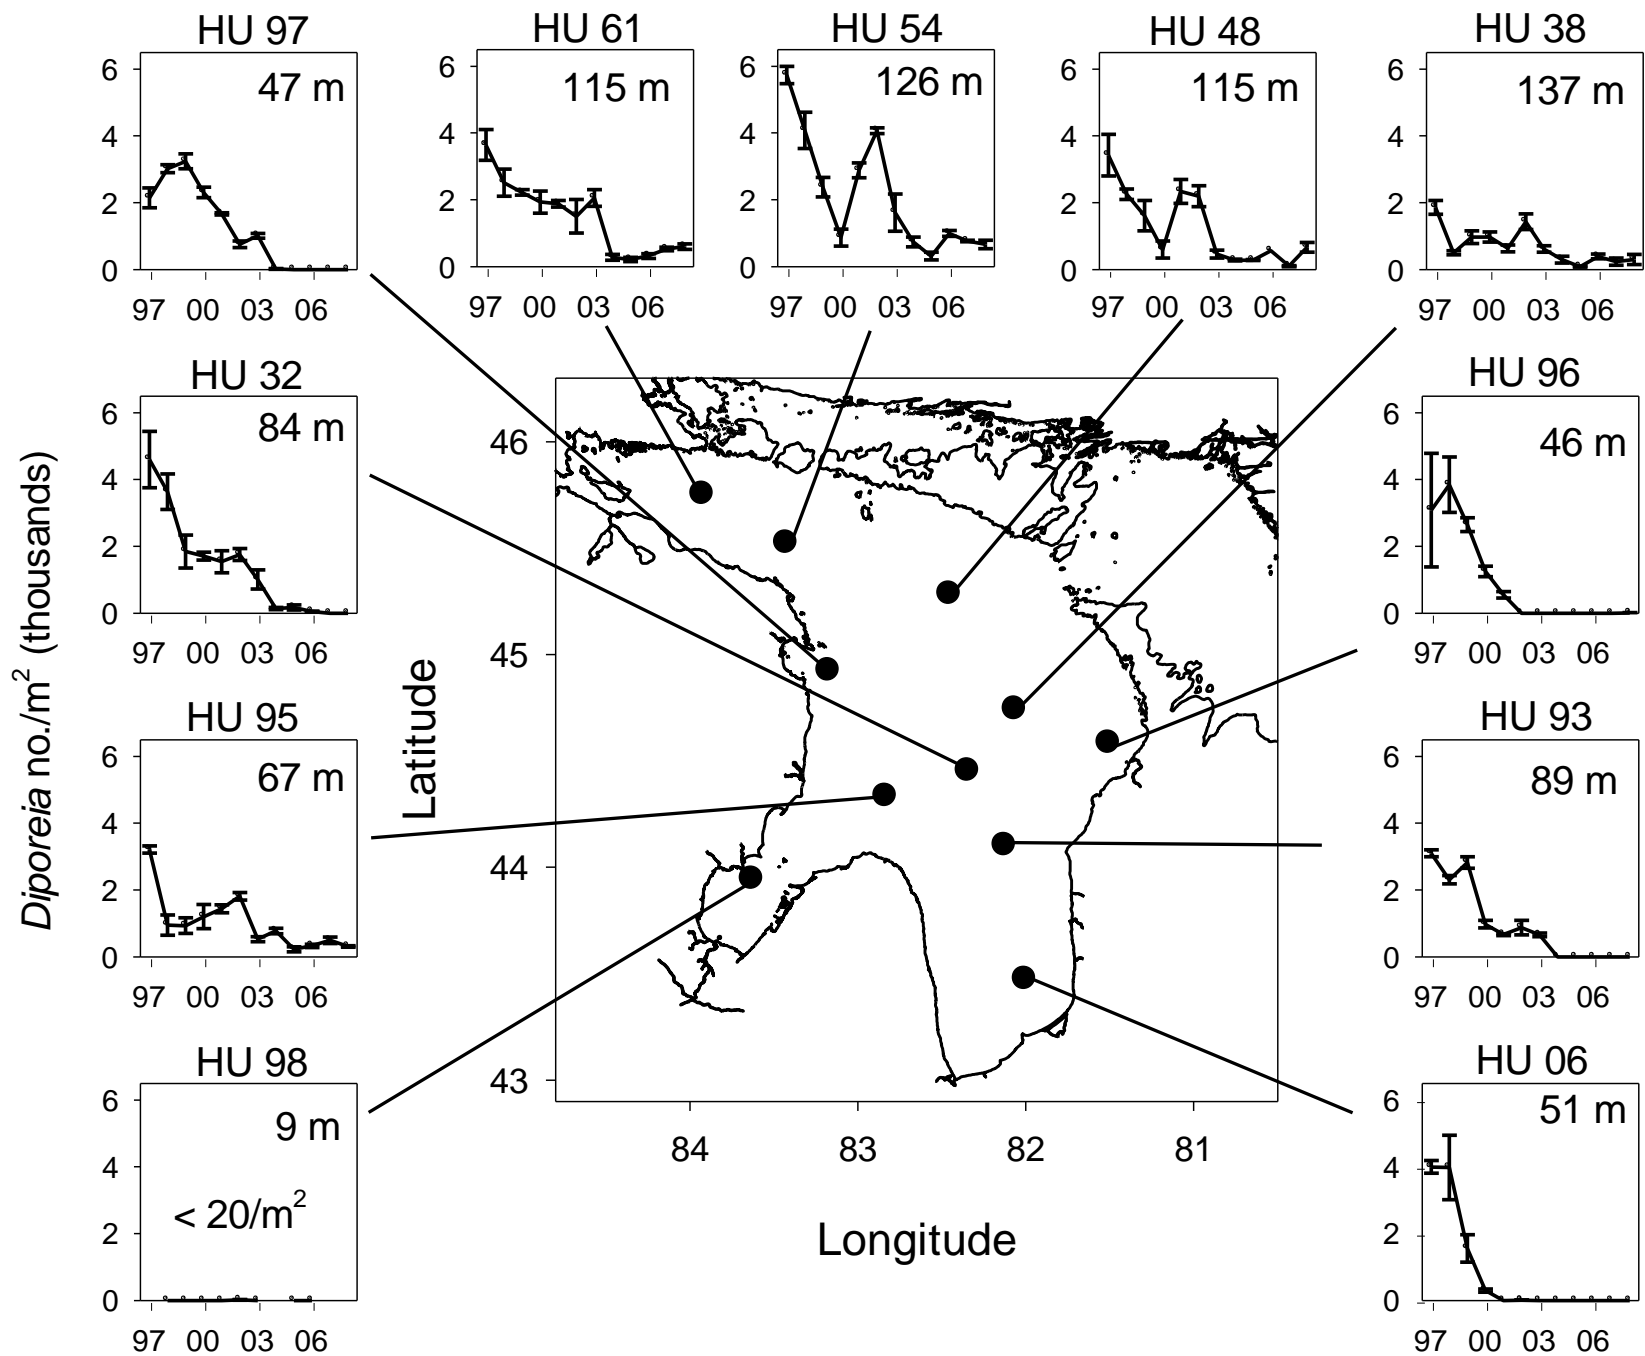 HU 97
47 m
6
4
2
0
97 00 03 06
HU 61
115 m
6
4
2
0
97 00 03 06
HU 54
126 m
6
4
2
0
97 00 03 06
HU 48
115 m
6
4
2
0
97 00 03 06
HU 38
137 m
6
4
2
0
97 00 03 06
HU 32
84 m
6
4
2
0
97 00 03 06
HU 96
46 m
6
4
2
0
97 00 03 06
Diporeia no./m² (thousands)
Latitude
46
45
44
43
84 83 82 81
Longitude
HU 95
67 m
6
4
2
0
97 00 03 06
HU 93
89 m
6
4
2
0
97 00 03 06
HU 98
9 m
< 20/m²
6
4
2
0
97 00 03 06
HU 06
51 m
6
4
2
0
97 00 03 06